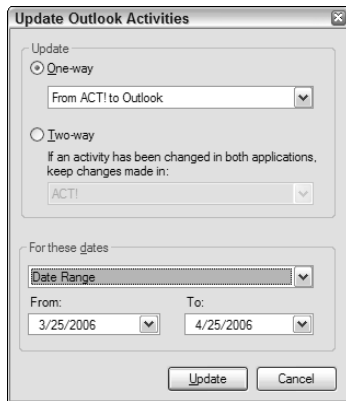 Update Outlook Activities
Update
One-way
From ACT! to Outlook
Two-way
If an activity has been changed in both applications,
keep changes made in:
ACT!
For these dates
Date Range
From: To:
3/25/2006 4/25/2006
Update Cancel